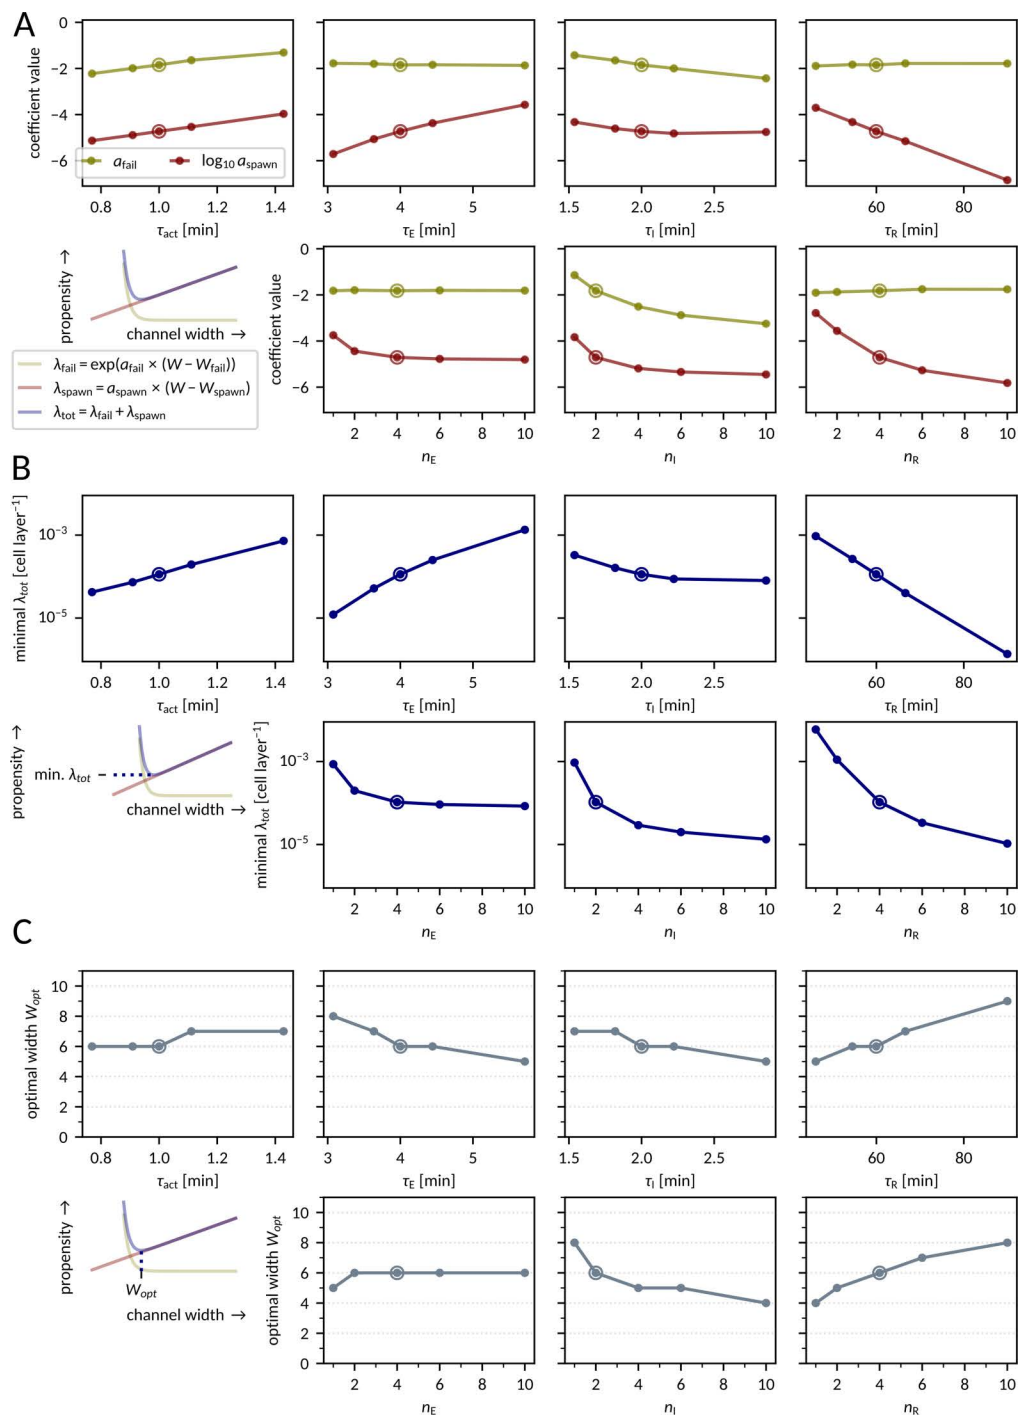 A
coefficient value
0
−2
−4
−6
a_fail
log₁₀ a_spawn
0.8 1.0 1.2 1.4
τ_act [min]
3 4 5
τ_E [min]
1.5 2.0 2.5
τ_I [min]
60 80
τ_R [min]
propensity →
channel width →
λ_fail = exp(a_fail × (W − W_fail))
λ_spawn = a_spawn × (W − W_spawn)
λ_tot = λ_fail + λ_spawn
coefficient value
0
−2
−4
−6
2 4 6 8 10
n_E
2 4 6 8 10
n_I
2 4 6 8 10
n_R
B
minimal λ_tot [cell layer⁻¹]
10⁻³
10⁻⁵
0.8 1.0 1.2 1.4
τ_act [min]
3 4 5
τ_E [min]
1.5 2.0 2.5
τ_I [min]
60 80
τ_R [min]
propensity →
min. λ_tot
channel width →
minimal λ_tot [cell layer⁻¹]
10⁻³
10⁻⁵
2 4 6 8 10
n_E
2 4 6 8 10
n_I
2 4 6 8 10
n_R
C
optimal width W_opt
10
8
6
4
2
0
0.8 1.0 1.2 1.4
τ_act [min]
3 4 5
τ_E [min]
1.5 2.0 2.5
τ_I [min]
60 80
τ_R [min]
propensity →
W_opt
channel width →
optimal width W_opt
10
8
6
4
2
0
2 4 6 8 10
n_E
2 4 6 8 10
n_I
2 4 6 8 10
n_R